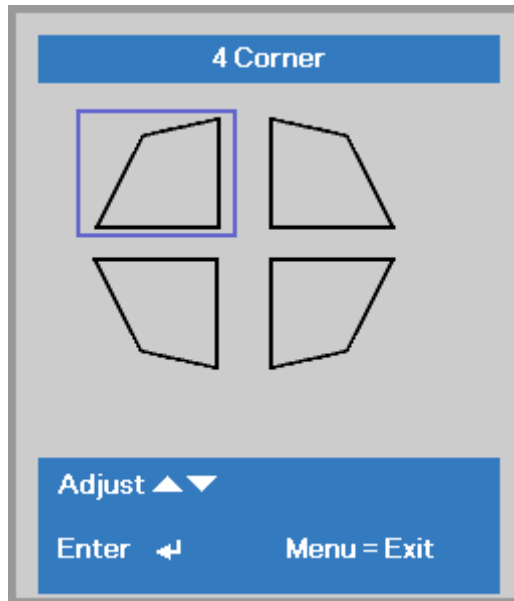 4 Corner
Adjust ▲▼
Enter ↵ Menu = Exit